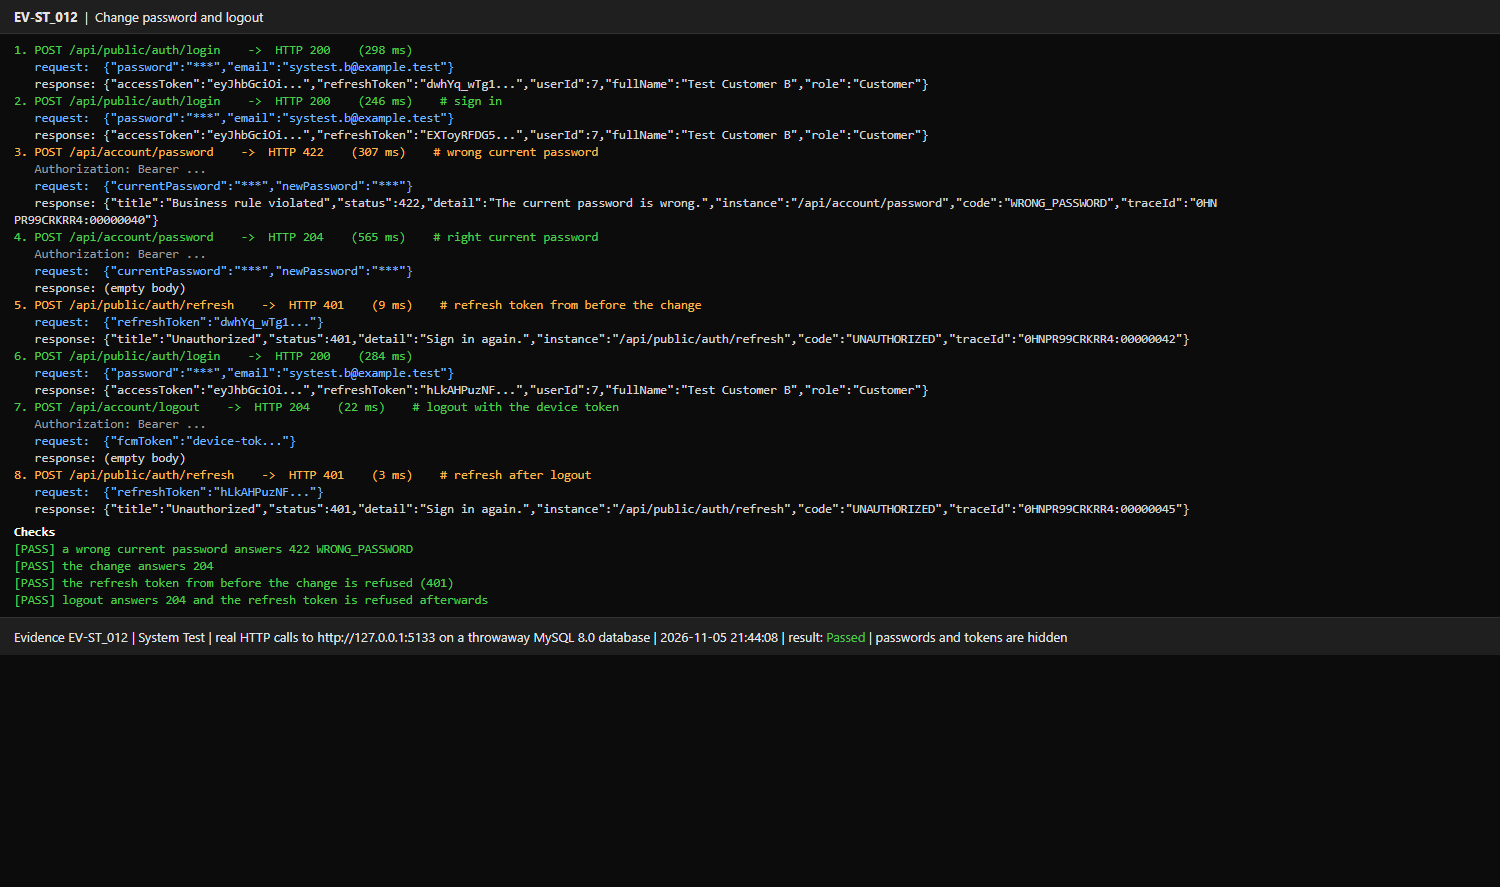 EV-ST_012 | Change password and logout
1. POST /api/public/auth/login -> HTTP 200 (298 ms)
request: {"password":"***","email":"systest.b@example.test"}
response: {"accessToken":"eyJhbGciOi...","refreshToken":"dwhYq_wTg1...","userId":7,"fullName":"Test Customer B","role":"Customer"}
2. POST /api/public/auth/login -> HTTP 200 (246 ms) # sign in
request: {"password":"***","email":"systest.b@example.test"}
response: {"accessToken":"eyJhbGciOi...","refreshToken":"EXToyRFDG5...","userId":7,"fullName":"Test Customer B","role":"Customer"}
3. POST /api/account/password -> HTTP 422 (307 ms) # wrong current password
Authorization: Bearer ...
request: {"currentPassword":"***","newPassword":"***"}
response: {"title":"Business rule violated","status":422,"detail":"The current password is wrong.","instance":"/api/account/password","code":"WRONG_PASSWORD","traceId":"0HN
PR99CRKRR4:00000040"}
4. POST /api/account/password -> HTTP 204 (565 ms) # right current password
Authorization: Bearer ...
request: {"currentPassword":"***","newPassword":"***"}
response: (empty body)
5. POST /api/public/auth/refresh -> HTTP 401 (9 ms) # refresh token from before the change
request: {"refreshToken":"dwhYq_wTg1..."}
response: {"title":"Unauthorized","status":401,"detail":"Sign in again.","instance":"/api/public/auth/refresh","code":"UNAUTHORIZED","traceId":"0HNPR99CRKRR4:00000042"}
6. POST /api/public/auth/login -> HTTP 200 (284 ms)
request: {"password":"***","email":"systest.b@example.test"}
response: {"accessToken":"eyJhbGciOi...","refreshToken":"hLkAHPuzNF...","userId":7,"fullName":"Test Customer B","role":"Customer"}
7. POST /api/account/logout -> HTTP 204 (22 ms) # logout with the device token
Authorization: Bearer ...
request: {"fcmToken":"device-tok..."}
response: (empty body)
8. POST /api/public/auth/refresh -> HTTP 401 (3 ms) # refresh after logout
request: {"refreshToken":"hLkAHPuzNF..."}
response: {"title":"Unauthorized","status":401,"detail":"Sign in again.","instance":"/api/public/auth/refresh","code":"UNAUTHORIZED","traceId":"0HNPR99CRKRR4:00000045"}
Checks
[PASS] a wrong current password answers 422 WRONG_PASSWORD
[PASS] the change answers 204
[PASS] the refresh token from before the change is refused (401)
[PASS] logout answers 204 and the refresh token is refused afterwards
Evidence EV-ST_012 | System Test | real HTTP calls to http://127.0.0.1:5133 on a throwaway MySQL 8.0 database | 2026-11-05 21:44:08 | result: Passed | passwords and tokens are hidden